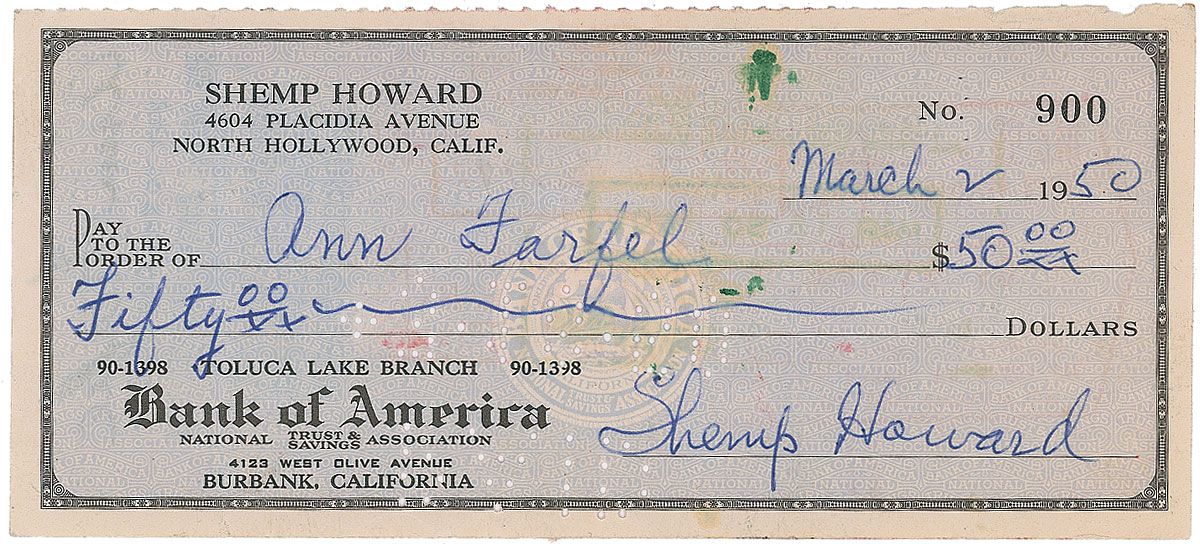 SHEMP HOWARD
4604 PLACIDIA AVENUE
NORTH HOLLYWOOD, CALIF.
No. 900
March 2 1950
PAY TO THE ORDER OF Ann Farfel $50 00/xx
Fifty 00/xx DOLLARS
90-1398 TOLUCA LAKE BRANCH 90-1398
Bank of America
NATIONAL TRUST & SAVINGS ASSOCIATION
4123 WEST OLIVE AVENUE
BURBANK, CALIFORNIA
Shemp Howard